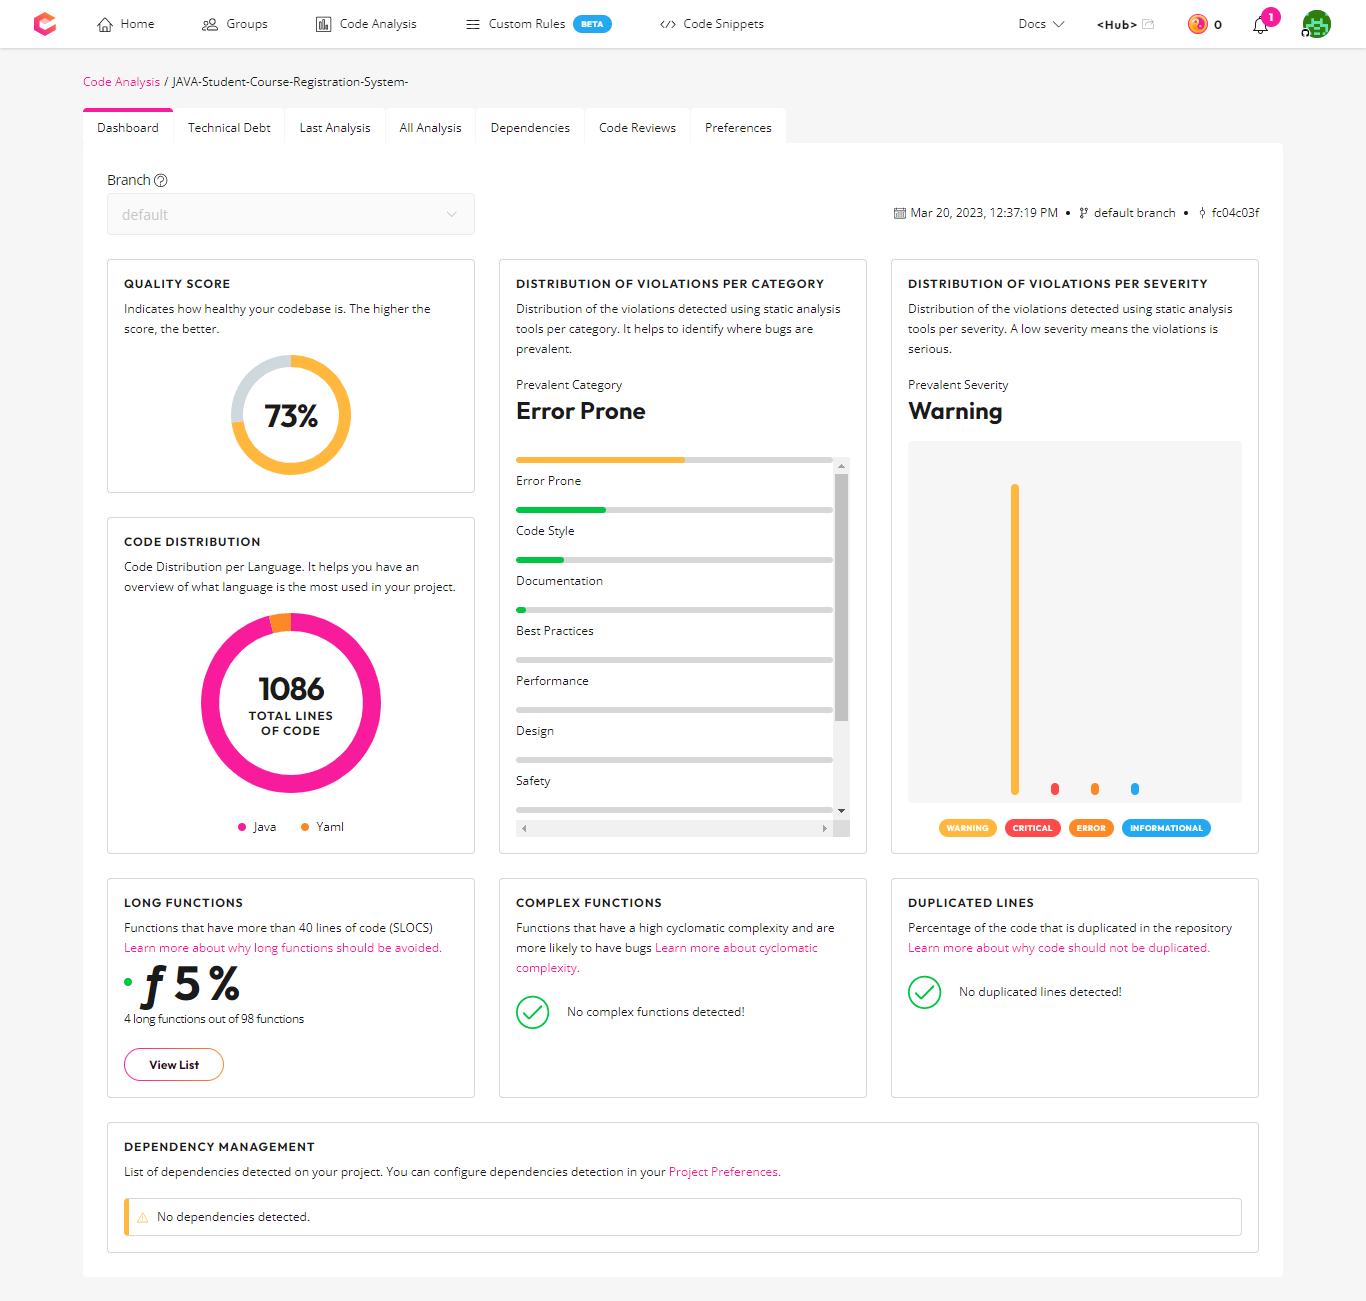 Home
Groups
Code Analysis
Custom Rules BETA
Code Snippets
Docs
<Hub>
0
1
Code Analysis / JAVA-Student-Course-Registration-System-
Dashboard
Technical Debt
Last Analysis
All Analysis
Dependencies
Code Reviews
Preferences
Branch
default
Mar 20, 2023, 12:37:19 PM • default branch • fc04c03f
QUALITY SCORE
Indicates how healthy your codebase is. The higher the
score, the better.
73%
CODE DISTRIBUTION
Code Distribution per Language. It helps you have an
overview of what language is the most used in your project.
1086
TOTAL LINES
OF CODE
Java
Yaml
DISTRIBUTION OF VIOLATIONS PER CATEGORY
Distribution of the violations detected using static analysis
tools per category. It helps to identify where bugs are
prevalent.
Prevalent Category
Error Prone
Error Prone
Code Style
Documentation
Best Practices
Performance
Design
Safety
DISTRIBUTION OF VIOLATIONS PER SEVERITY
Distribution of the violations detected using static analysis
tools per severity. A low severity means the violations is
serious.
Prevalent Severity
Warning
WARNING
CRITICAL
ERROR
INFORMATIONAL
LONG FUNCTIONS
Functions that have more than 40 lines of code (SLOCS)
Learn more about why long functions should be avoided.
ƒ 5 %
4 long functions out of 98 functions
View List
COMPLEX FUNCTIONS
Functions that have a high cyclomatic complexity and are
more likely to have bugs Learn more about cyclomatic
complexity.
No complex functions detected!
DUPLICATED LINES
Percentage of the code that is duplicated in the repository
Learn more about why code should not be duplicated.
No duplicated lines detected!
DEPENDENCY MANAGEMENT
List of dependencies detected on your project. You can configure dependencies detection in your Project Preferences.
No dependencies detected.